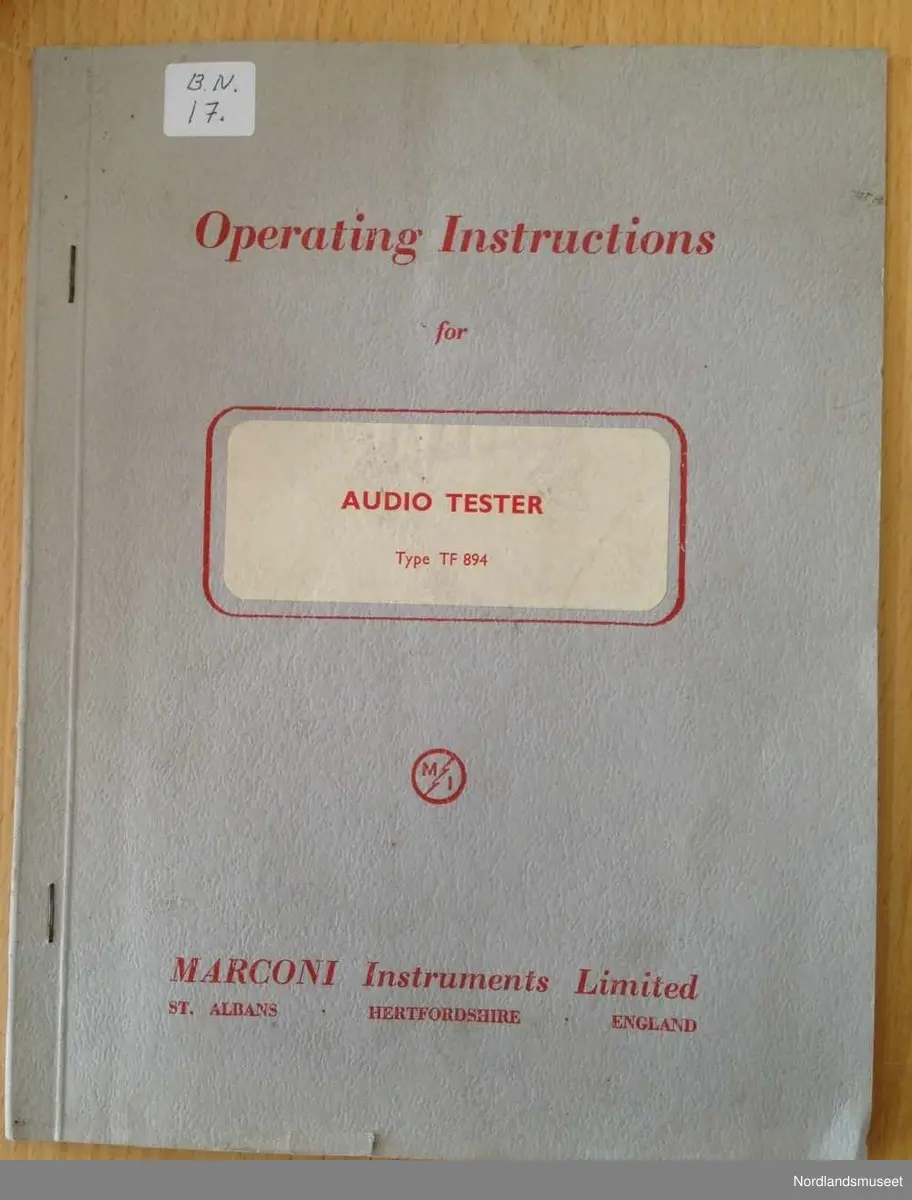 B.N.
17.
Operating Instructions
for
AUDIO TESTER
Type TF 894
M I
MARCONI Instruments Limited
ST. ALBANS · HERTFORDSHIRE · ENGLAND
Nordlandsmuseet